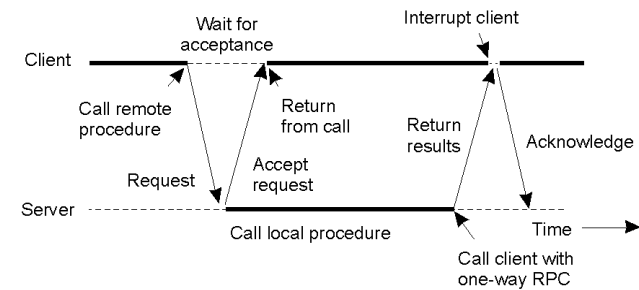 Interrupt client
Wait for
acceptance
Client
Call remote
procedure
Return
from call
Return
results
Acknowledge
Request
Accept
request
Server
Call local procedure
Time
Call client with
one-way RPC